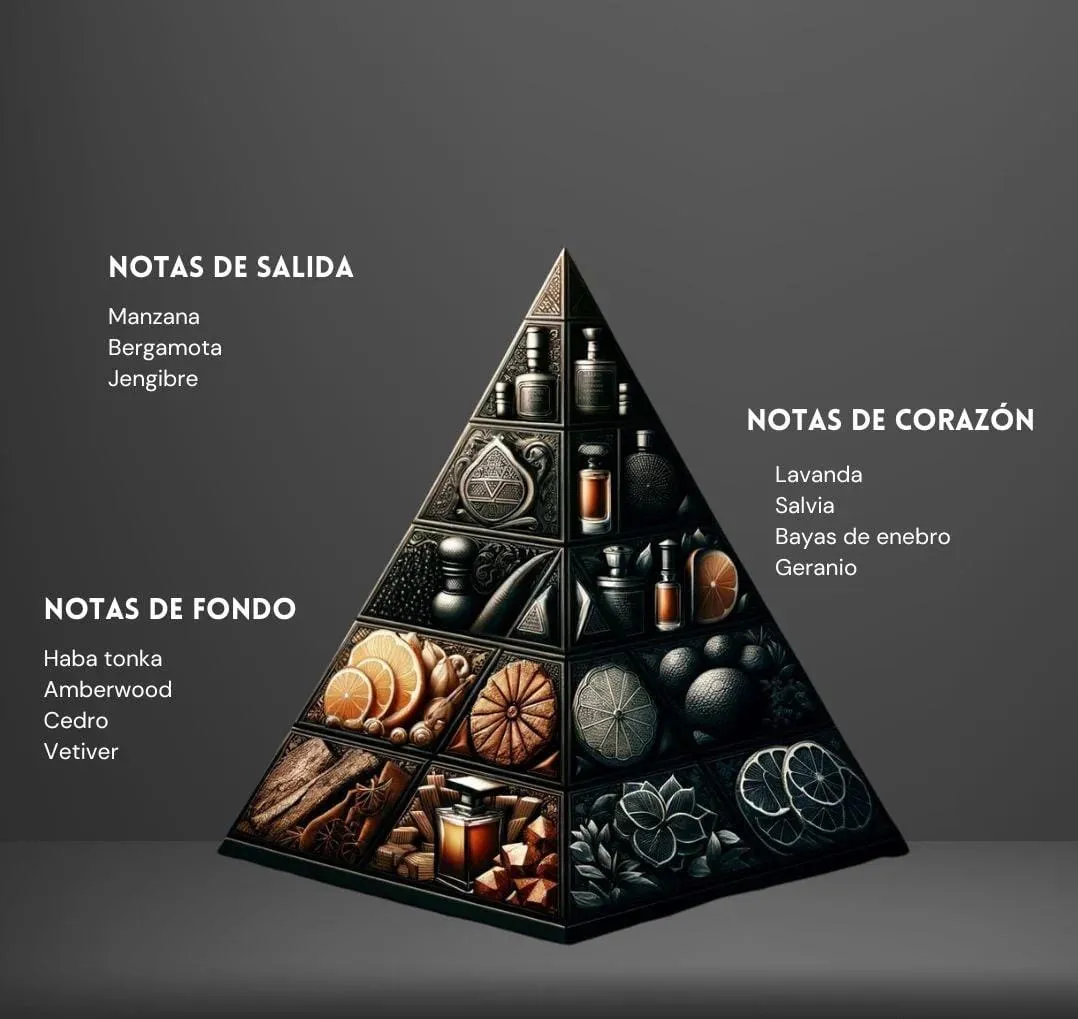 NOTAS DE SALIDA
Manzana
Bergamota
Jengibre
NOTAS DE CORAZÓN
Lavanda
Salvia
Bayas de enebro
Geranio
NOTAS DE FONDO
Haba tonka
Amberwood
Cedro
Vetiver